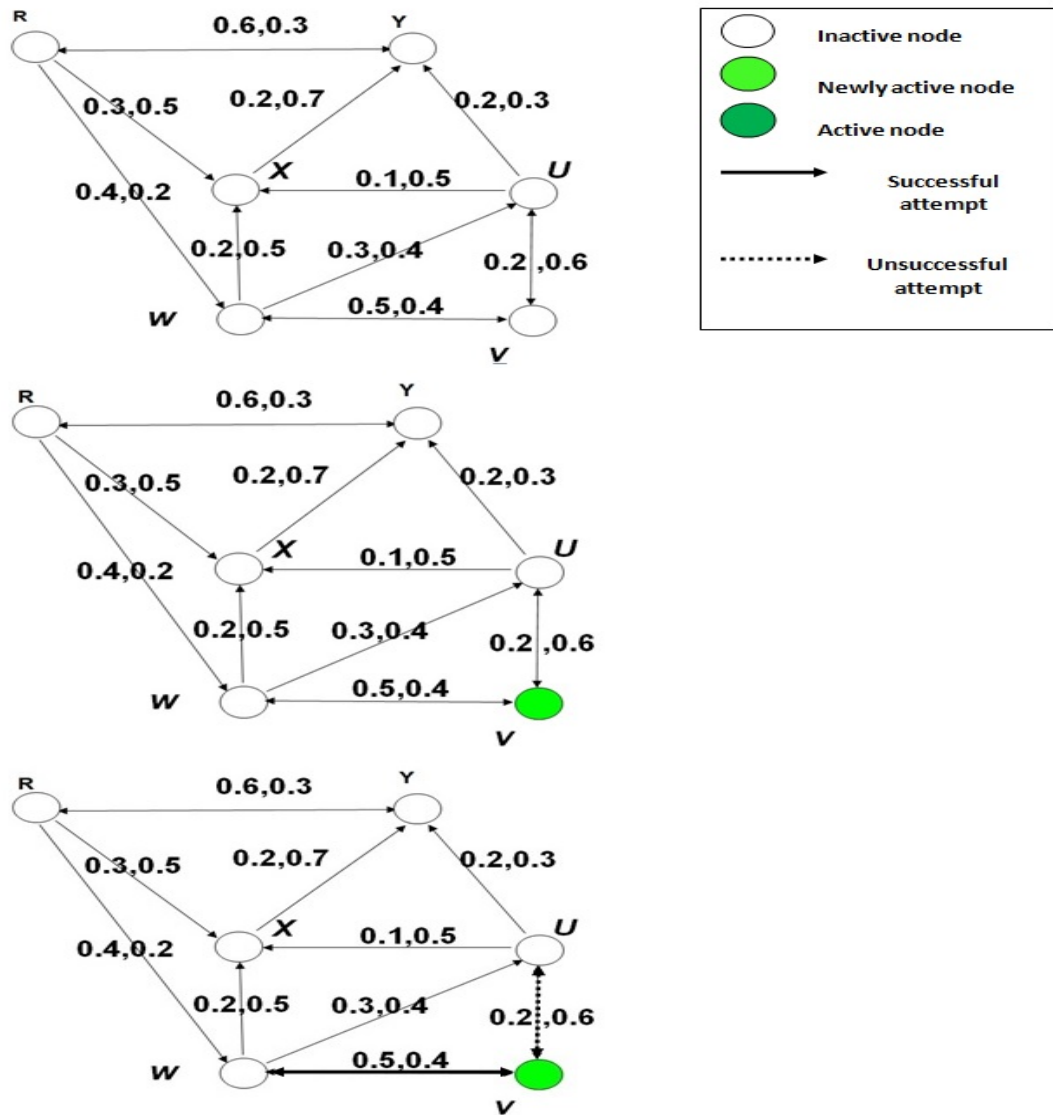 R
0.6,0.3
Y
0.3,0.5
0.2,0.7
0.2,0.3
X
U
0.4,0.2
0.1,0.5
0.2,0.5
0.3,0.4
0.2 ,0.6
W
0.5,0.4
V
Inactive node
Newly active node
Active node
Successful
attempt
Unsuccessful
attempt
R
0.6,0.3
Y
0.3,0.5
0.2,0.7
0.2,0.3
X
U
0.4,0.2
0.1,0.5
0.2,0.5
0.3,0.4
0.2 ,0.6
W
0.5,0.4
V
R
0.6,0.3
Y
0.3,0.5
0.2,0.7
0.2,0.3
X
U
0.4,0.2
0.1,0.5
0.2,0.5
0.3,0.4
0.2 ,0.6
W
0.5,0.4
V